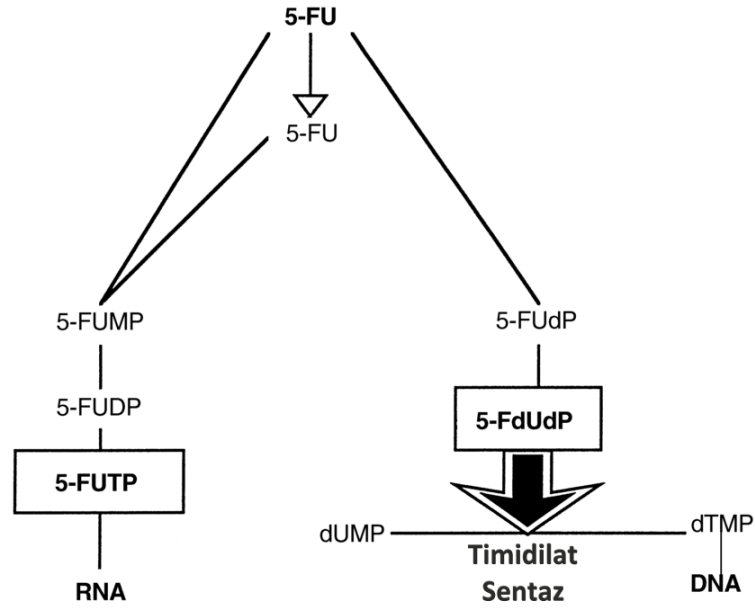 5-FU
5-FU
5-FUMP
5-FUdP
5-FUDP
5-FdUdP
5-FUTP
dUMP
dTMP
Timidilat
Sentaz
RNA
DNA